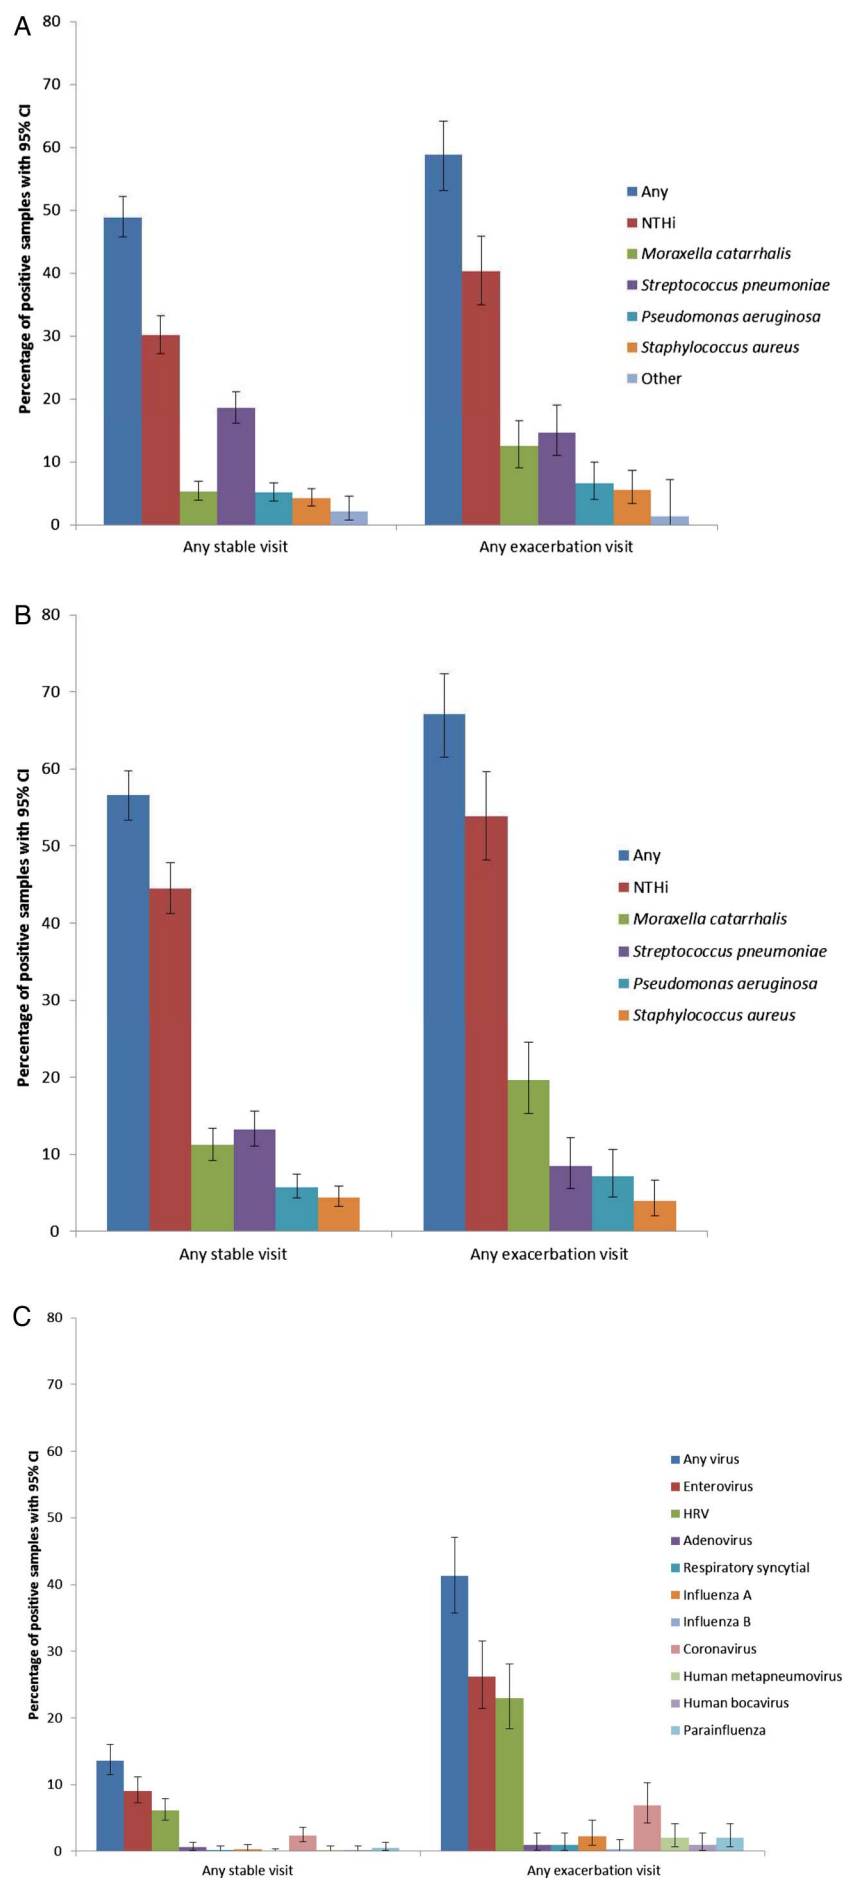 A
80
70
60
50
40
30
20
10
0
Percentage of positive samples with 95% CI
Any stable visit
Any exacerbation visit
Any
NTHi
Moraxella catarrhalis
Streptococcus pneumoniae
Pseudomonas aeruginosa
Staphylococcus aureus
Other
B
80
70
60
50
40
30
20
10
0
Percentage of positive samples with 95% CI
Any stable visit
Any exacerbation visit
Any
NTHi
Moraxella catarrhalis
Streptococcus pneumoniae
Pseudomonas aeruginosa
Staphylococcus aureus
C
80
70
60
50
40
30
20
10
0
Percentage of positive samples with 95% CI
Any stable visit
Any exacerbation visit
Any virus
Enterovirus
HRV
Adenovirus
Respiratory syncytial
Influenza A
Influenza B
Coronavirus
Human metapneumovirus
Human bocavirus
Parainfluenza